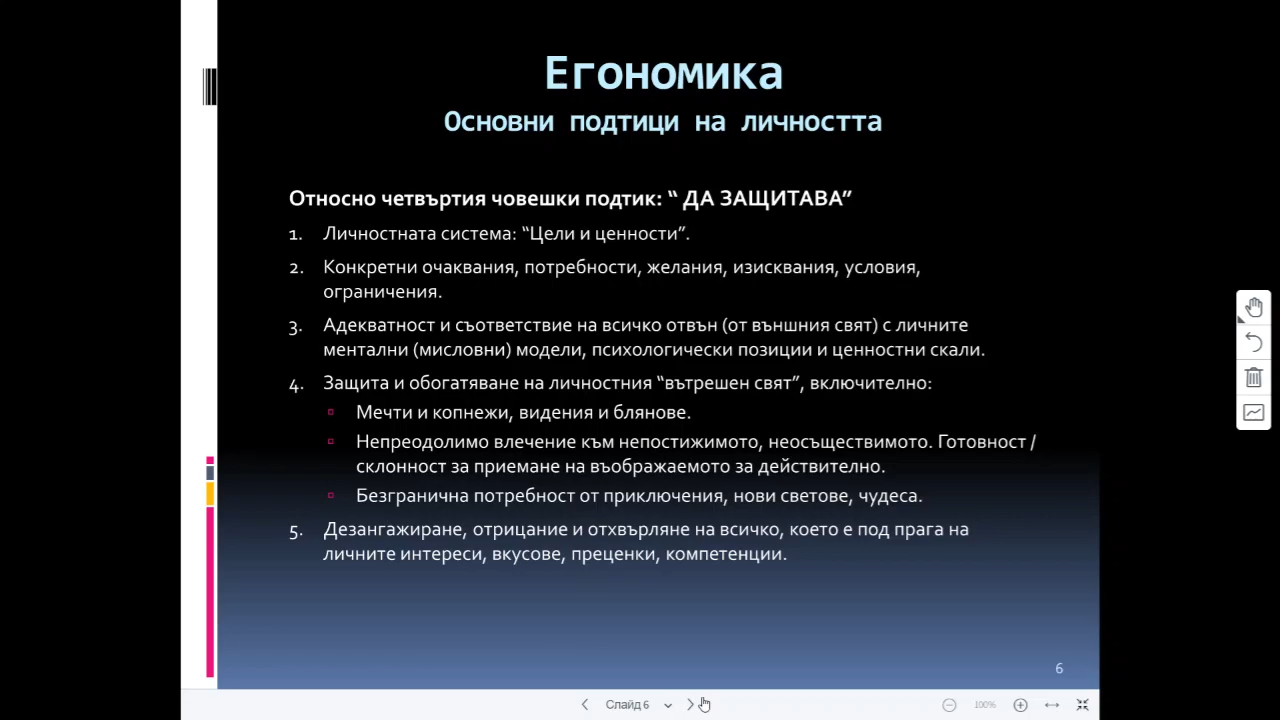 Егономика
Основни подтици на личността
Относно четвъртия човешки подтик: “ ДА ЗАЩИТАВА”
1. Личностната система: “Цели и ценности”.
2. Конкретни очаквания, потребности, желания, изисквания, условия,
ограничения.
3. Адекватност и съответствие на всичко отвън (от външния свят) с личните
ментални (мисловни) модели, психологически позиции и ценностни скали.
4. Защита и обогатяване на личностния “вътрешен свят”, включително:
Мечти и копнежи, видения и блянове.
Непреодолимо влечение към непостижимото, неосъществимото. Готовност /
склонност за приемане на въображаемото за действително.
Безгранична потребност от приключения, нови светове, чудеса.
5. Дезангажиране, отрицание и отхвърляне на всичко, което е под прага на
личните интереси, вкусове, преценки, компетенции.
6
Слайд 6
100%